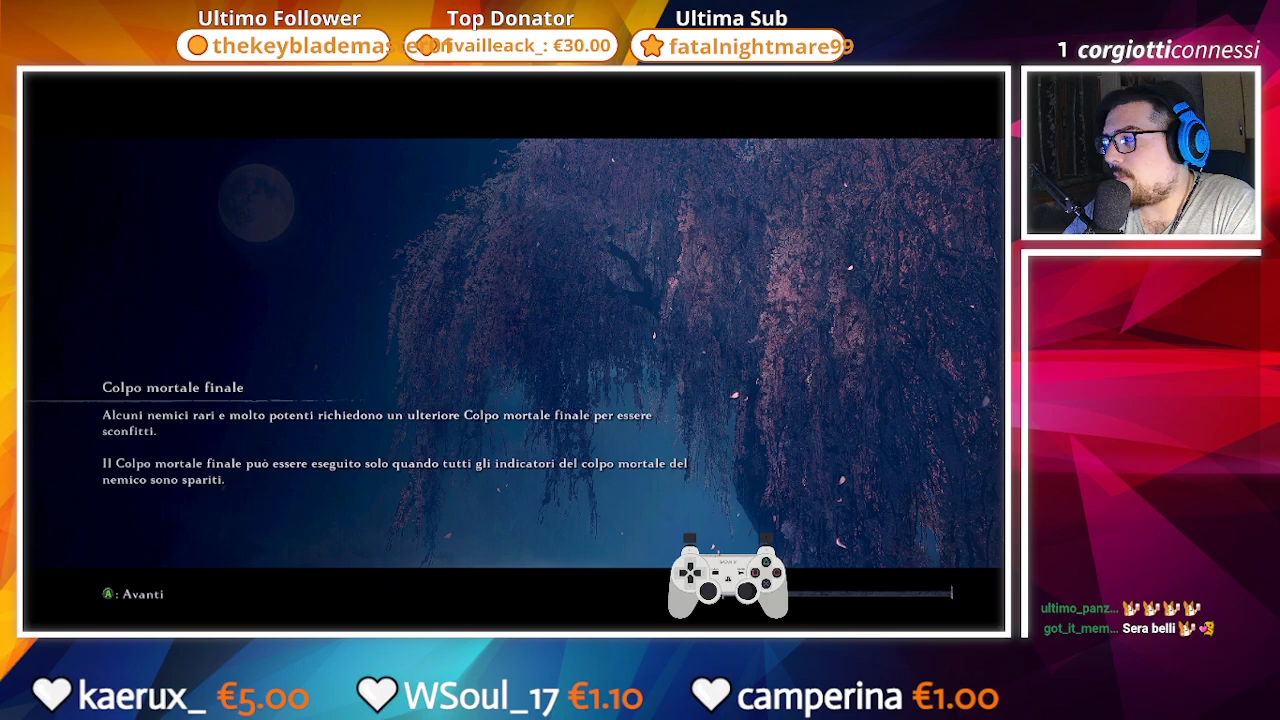 Ultimo Follower
Top Donator
Ultima Sub
thekeyblademas
vailleack_: €30.00
fatalnightmare99
1 corgiotticonnessi
Colpo mortale finale
Alcuni nemici rari e molto potenti richiedono un ulteriore Colpo mortale finale per essere
sconfitti.
Il Colpo mortale finale può essere eseguito solo quando tutti gli indicatori del colpo mortale del
nemico sono spariti.
A : Avanti
ultimo_panz...
got_it_mem... Sera belli
kaerux_ €5.00
WSoul_17 €1.10
camperina €1.00